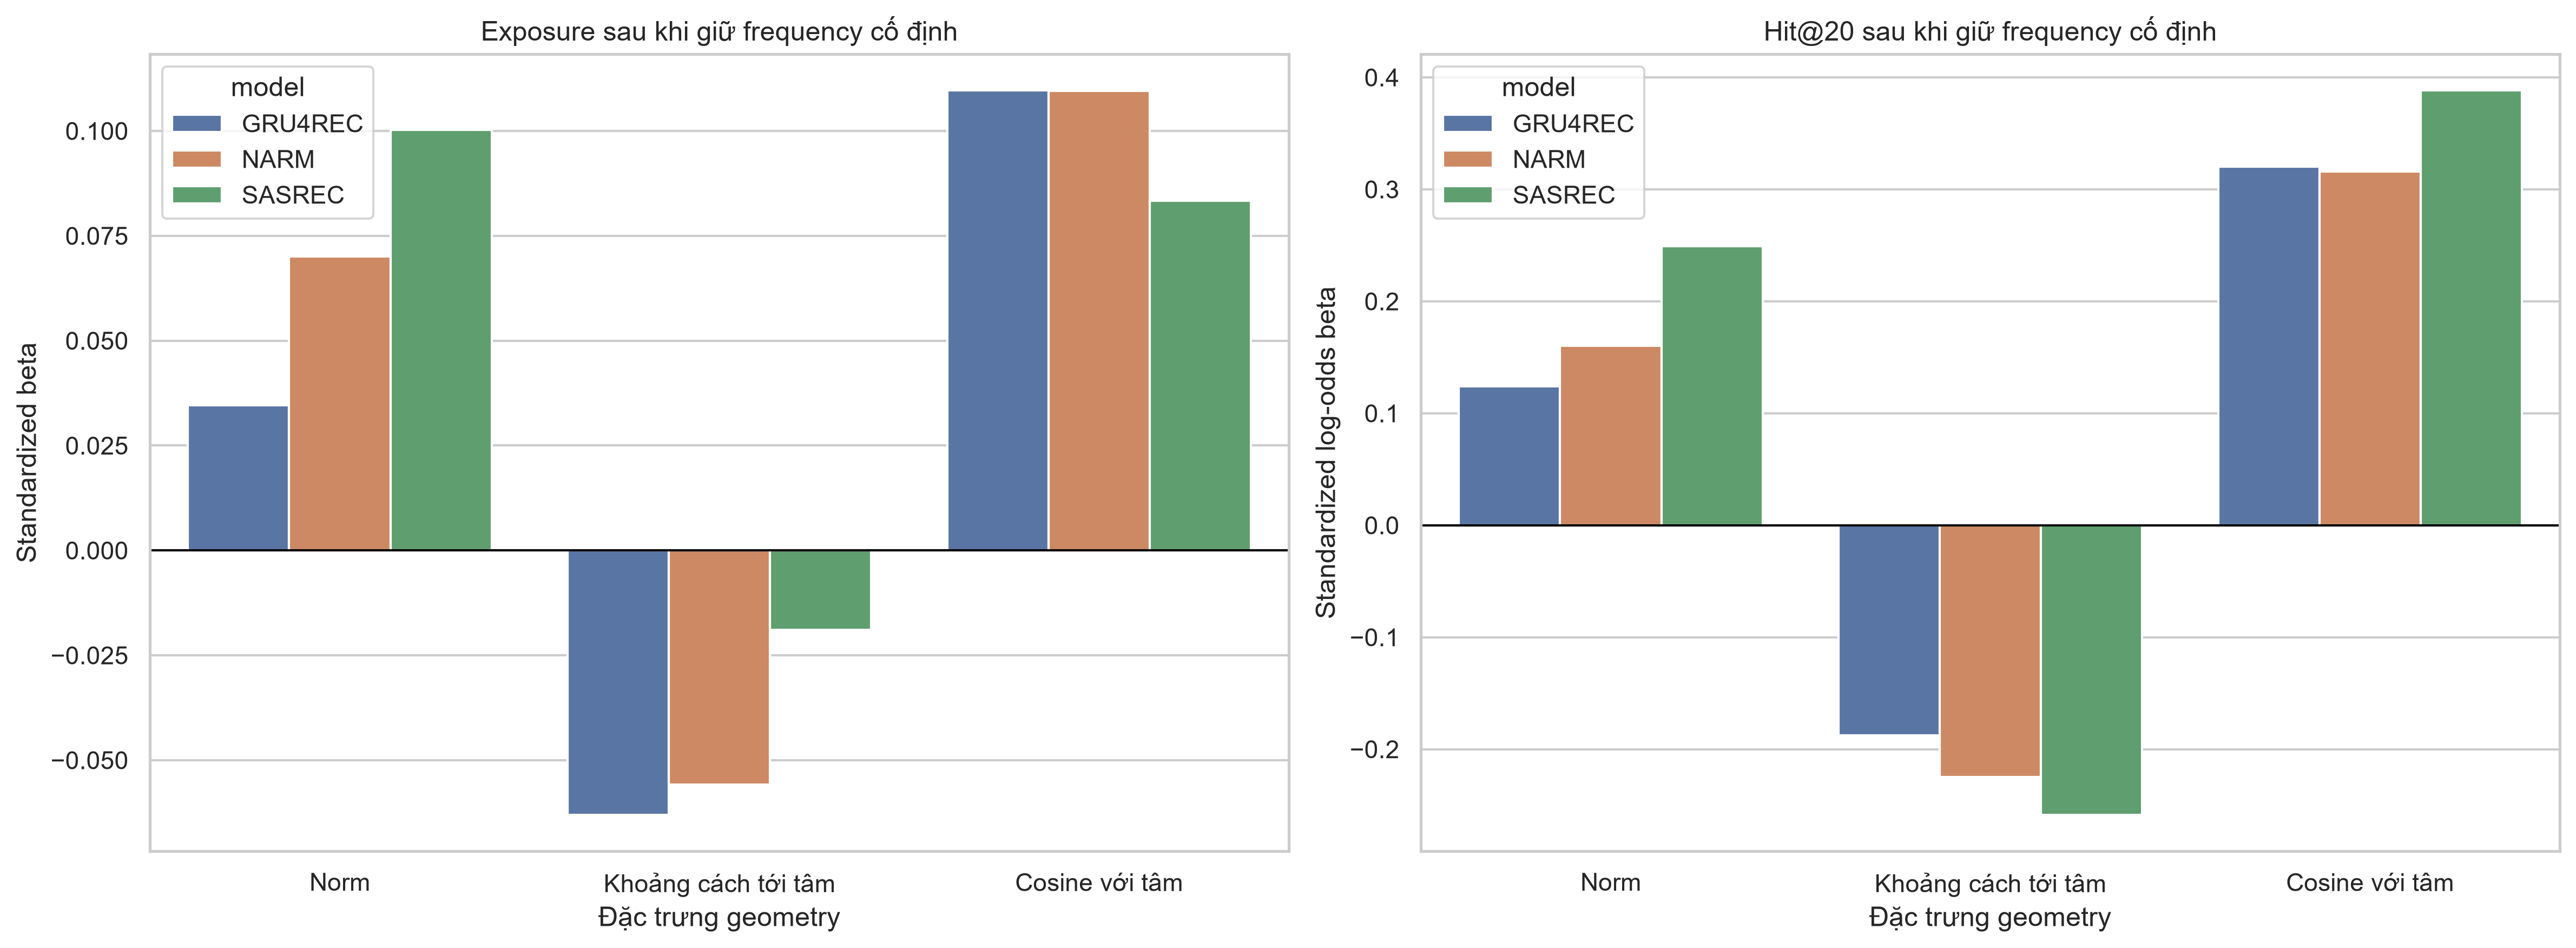 Exposure sau khi giữ frequency cố định
model
GRU4REC
NARM
SASREC
0.100
0.075
0.050
0.025
0.000
−0.025
−0.050
Standardized beta
Norm
Khoảng cách tới tâm
Cosine với tâm
Đặc trưng geometry
Hit@20 sau khi giữ frequency cố định
model
GRU4REC
NARM
SASREC
0.4
0.3
0.2
0.1
0.0
−0.1
−0.2
Standardized log-odds beta
Norm
Khoảng cách tới tâm
Cosine với tâm
Đặc trưng geometry